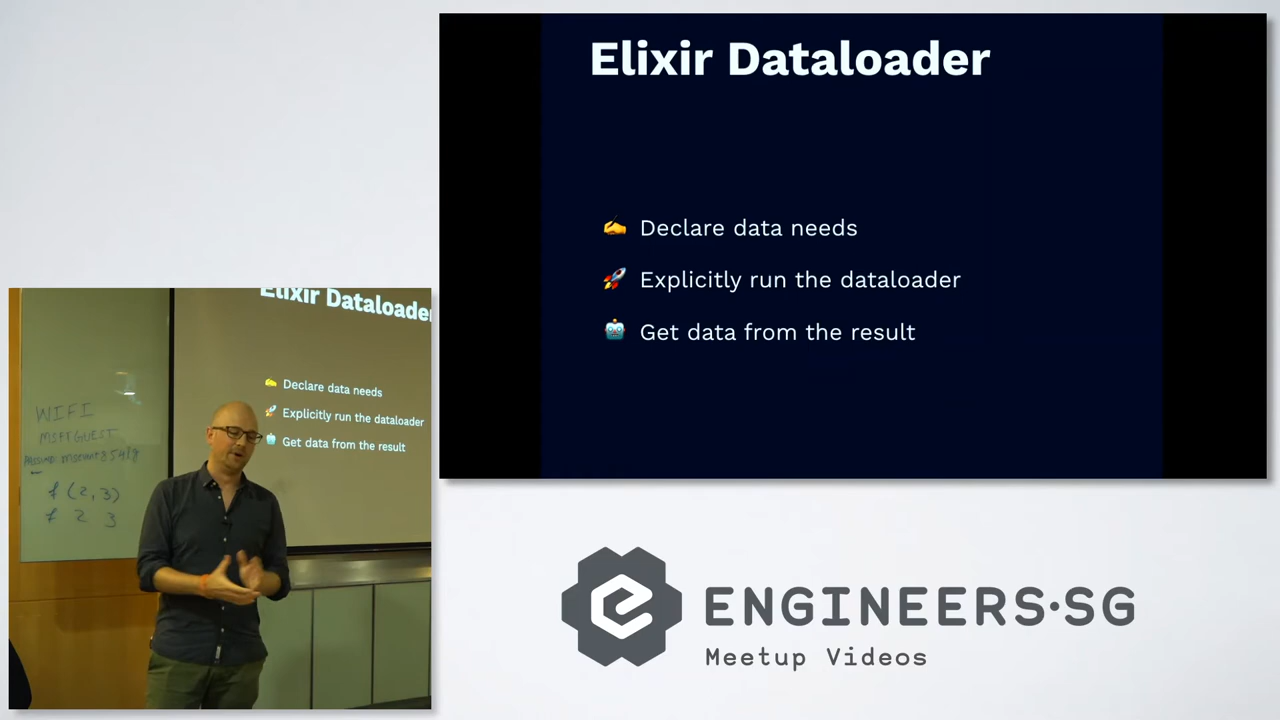 Elixir Dataloader
✍️ Declare data needs
🚀 Explicitly run the dataloader
🤖 Get data from the result
Elixir Dataloader
✍️ Declare data needs
🚀 Explicitly run the dataloader
🤖 Get data from the result
WIFI
MSFTGUEST
f (2, 3)
f 2 3
ENGINEERS·SG
Meetup Videos